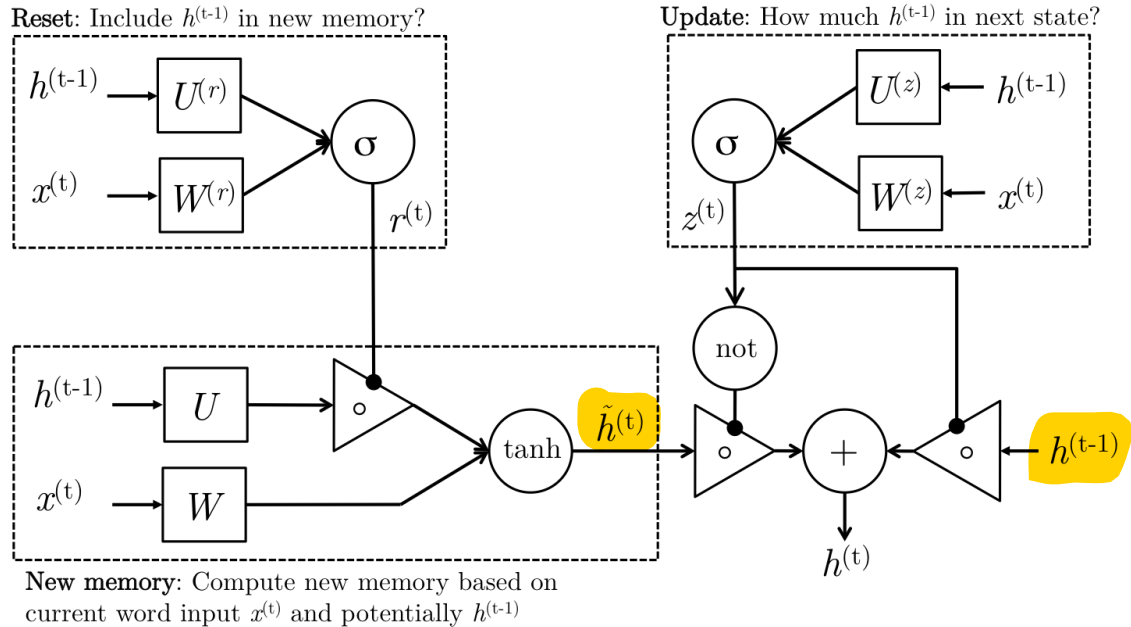 Reset: Include h⁽ᵗ⁻¹⁾ in new memory?
h⁽ᵗ⁻¹⁾
U⁽ʳ⁾
σ
x⁽ᵗ⁾
W⁽ʳ⁾
r⁽ᵗ⁾
Update: How much h⁽ᵗ⁻¹⁾ in next state?
σ
U⁽ᶻ⁾
h⁽ᵗ⁻¹⁾
W⁽ᶻ⁾
x⁽ᵗ⁾
z⁽ᵗ⁾
not
h⁽ᵗ⁻¹⁾
U
∘
tanh
h̃⁽ᵗ⁾
x⁽ᵗ⁾
W
∘
+
∘
h⁽ᵗ⁻¹⁾
h⁽ᵗ⁾
New memory: Compute new memory based on
current word input x⁽ᵗ⁾ and potentially h⁽ᵗ⁻¹⁾